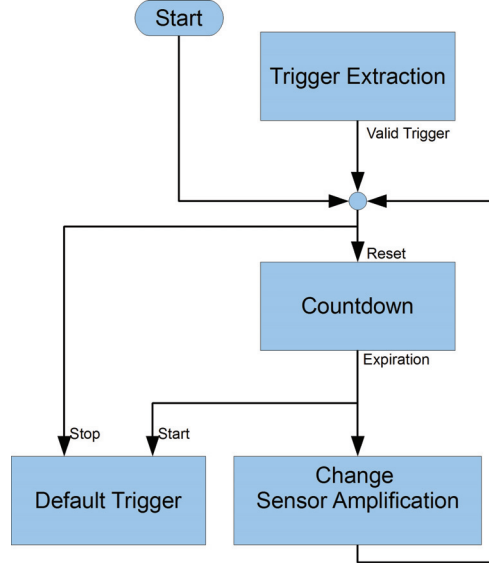 Start
Trigger Extraction
Valid Trigger
Reset
Countdown
Expiration
Stop
Start
Default Trigger
Change
Sensor Amplification